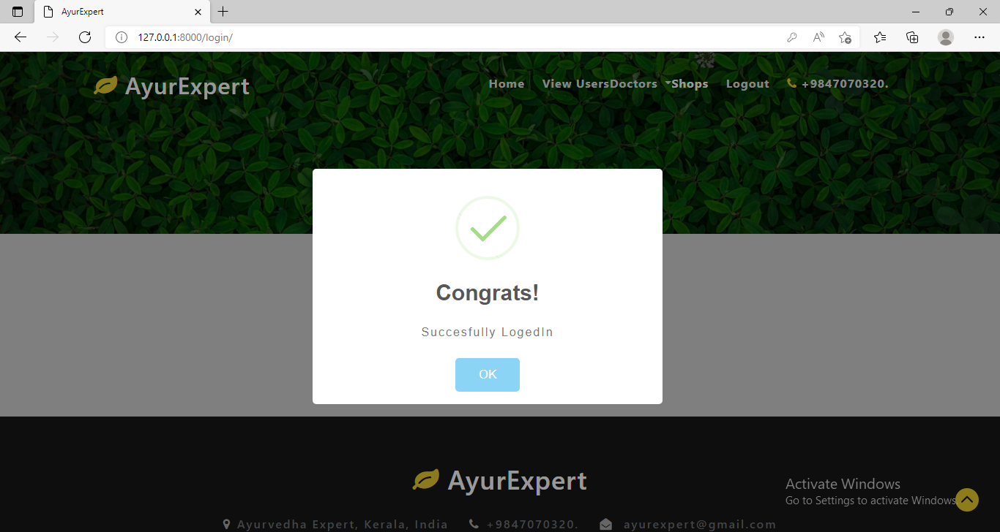 AyurExpert
127.0.0.1:8000/login/
AyurExpert
Home View UsersDoctors Shops Logout +9847070320.
Congrats!
Succesfully LogedIn
OK
AyurExpert
Activate Windows
Go to Settings to activate Windows
Ayurvedha Expert, Kerala, India +9847070320. ayurexpert@gmail.com